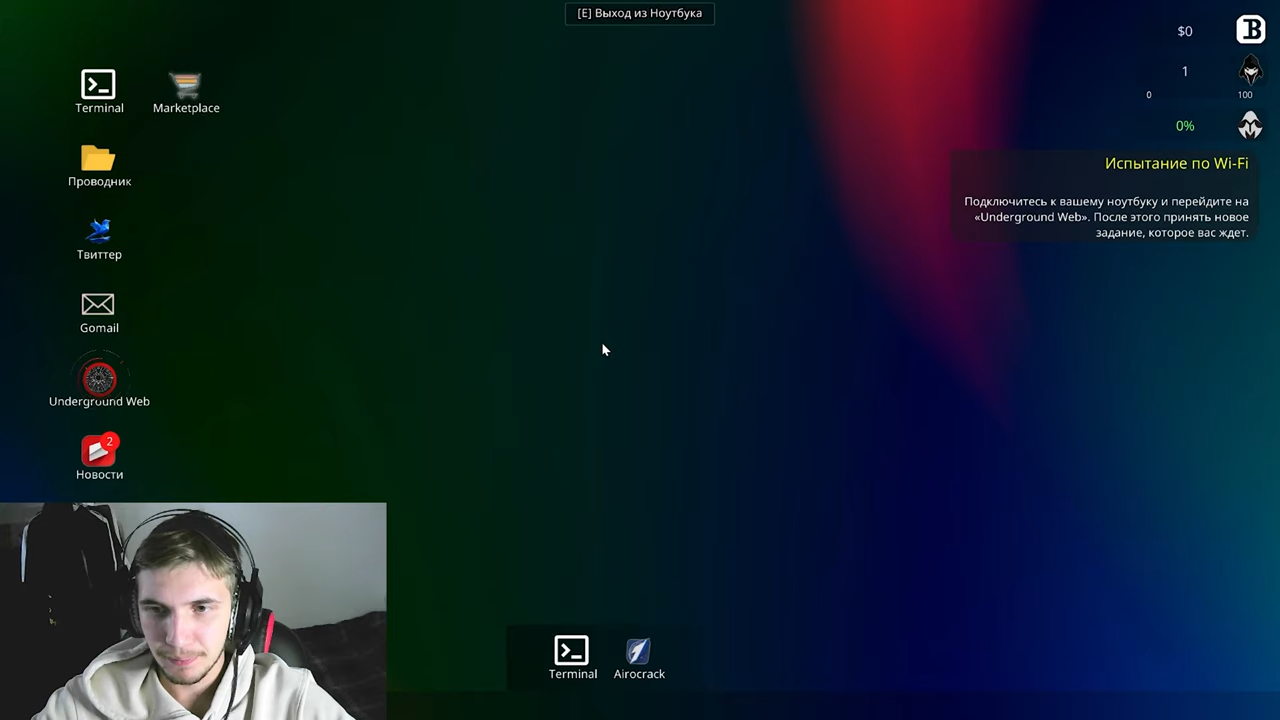 [E] Выход из Ноутбука
$0
B
1
0
100
0%
Испытание по Wi-Fi
Подключитесь к вашему ноутбуку и перейдите на
«Underground Web». После этого принять новое
задание, которое вас ждет.
Terminal
Marketplace
Проводник
Твиттер
Gomail
Underground Web
2
Новости
Terminal
Airocrack